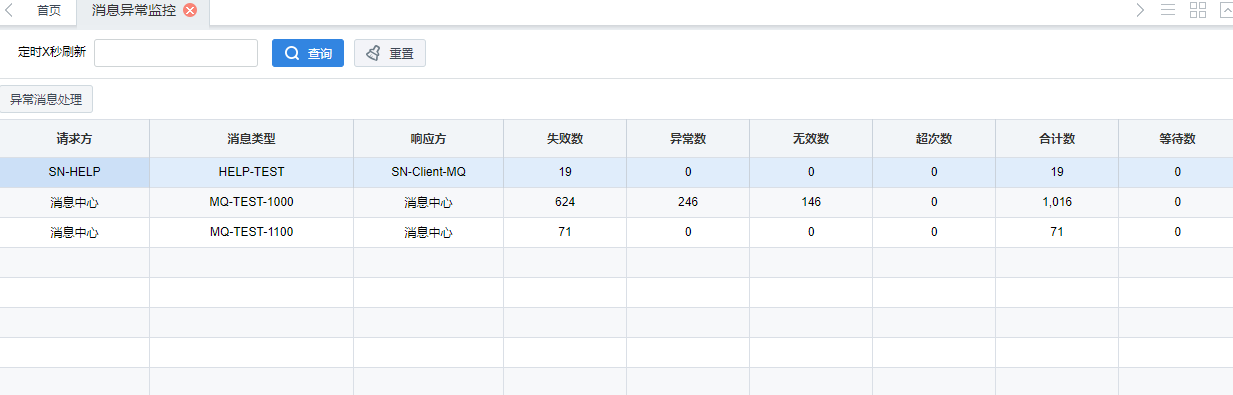 首页 消息异常监控
定时X秒刷新 查询 重置
异常消息处理
请求方 消息类型 响应方 失败数 异常数 无效数 超次数 合计数 等待数
SN-HELP HELP-TEST SN-Client-MQ 19 0 0 0 19 0
消息中心 MQ-TEST-1000 消息中心 624 246 146 0 1,016 0
消息中心 MQ-TEST-1100 消息中心 71 0 0 0 71 0